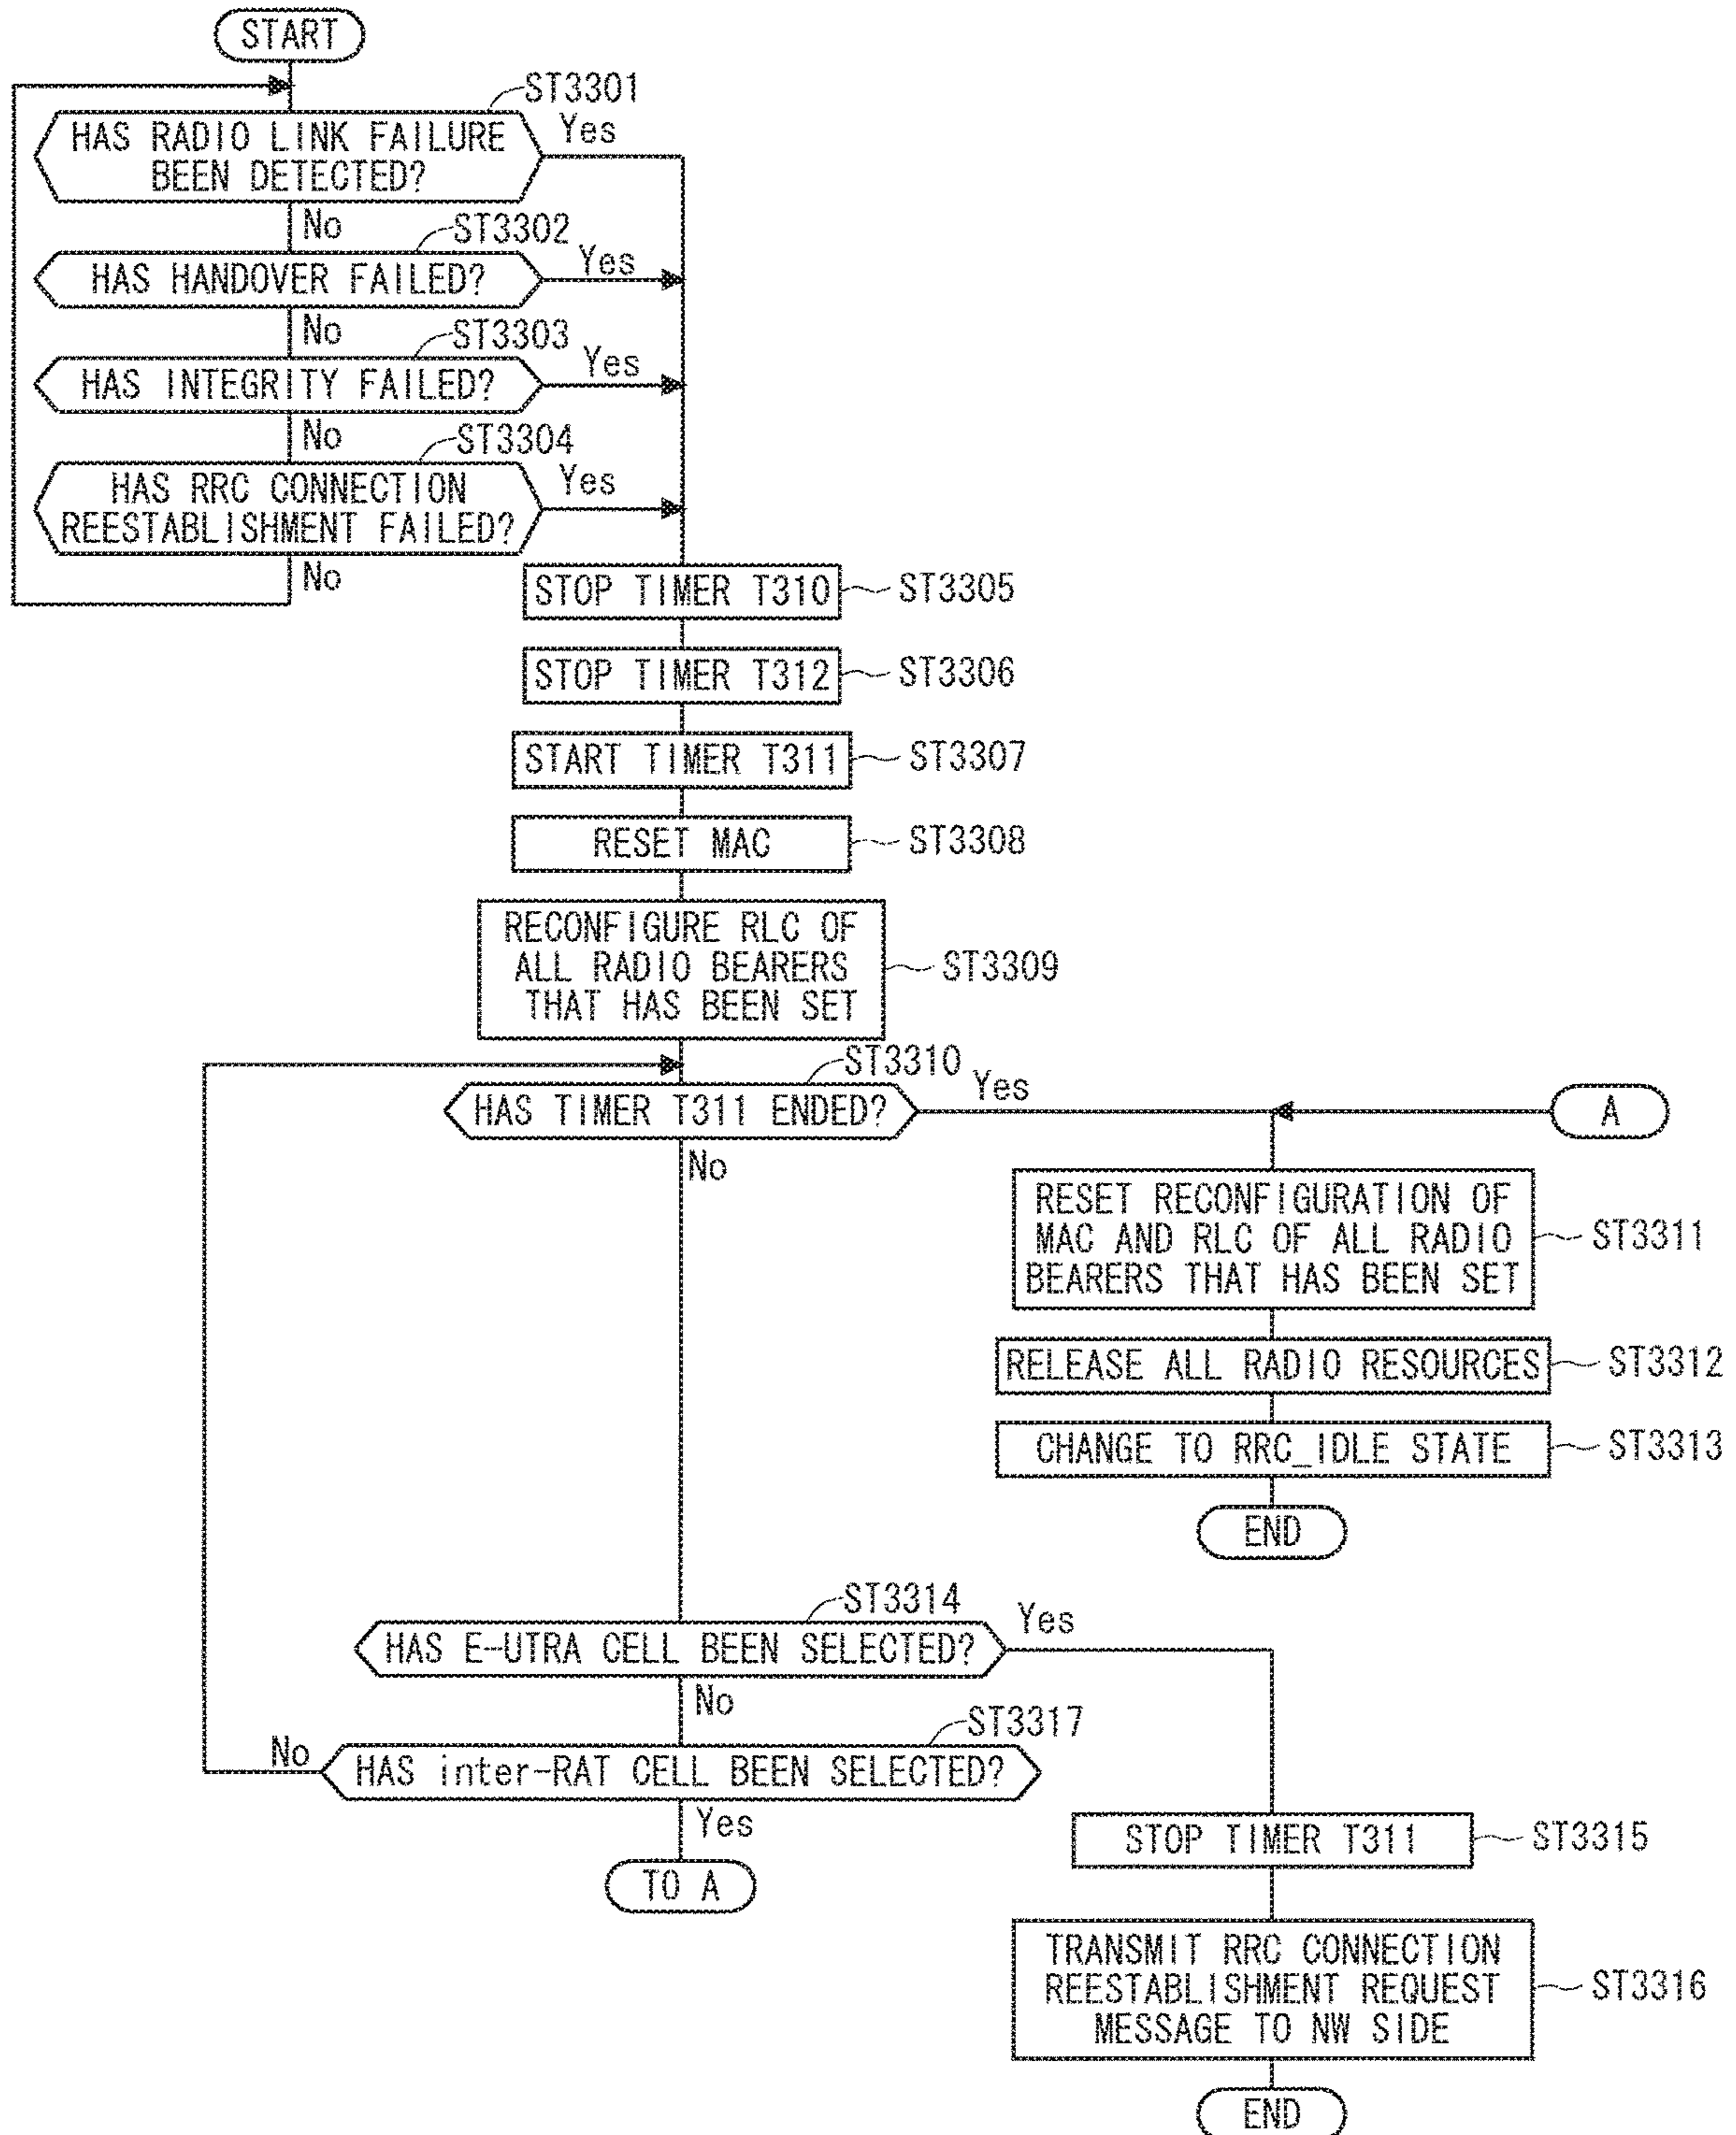 START
ST3301
HAS RADIO LINK FAILURE
BEEN DETECTED?
Yes
No
ST3302
HAS HANDOVER FAILED?
Yes
No
ST3303
HAS INTEGRITY FAILED?
Yes
No
ST3304
HAS RRC CONNECTION
REESTABLISHMENT FAILED?
Yes
No
STOP TIMER T310
ST3305
STOP TIMER T312
ST3306
START TIMER T311
ST3307
RESET MAC
ST3308
RECONFIGURE RLC OF
ALL RADIO BEARERS
THAT HAS BEEN SET
ST3309
ST3310
HAS TIMER T311 ENDED?
Yes
No
A
RESET RECONFIGURATION OF
MAC AND RLC OF ALL RADIO
BEARERS THAT HAS BEEN SET
ST3311
RELEASE ALL RADIO RESOURCES
ST3312
CHANGE TO RRC_IDLE STATE
ST3313
END
ST3314
HAS E-UTRA CELL BEEN SELECTED?
Yes
No
ST3317
HAS inter-RAT CELL BEEN SELECTED?
No
Yes
TO A
STOP TIMER T311
ST3315
TRANSMIT RRC CONNECTION
REESTABLISHMENT REQUEST
MESSAGE TO NW SIDE
ST3316
END